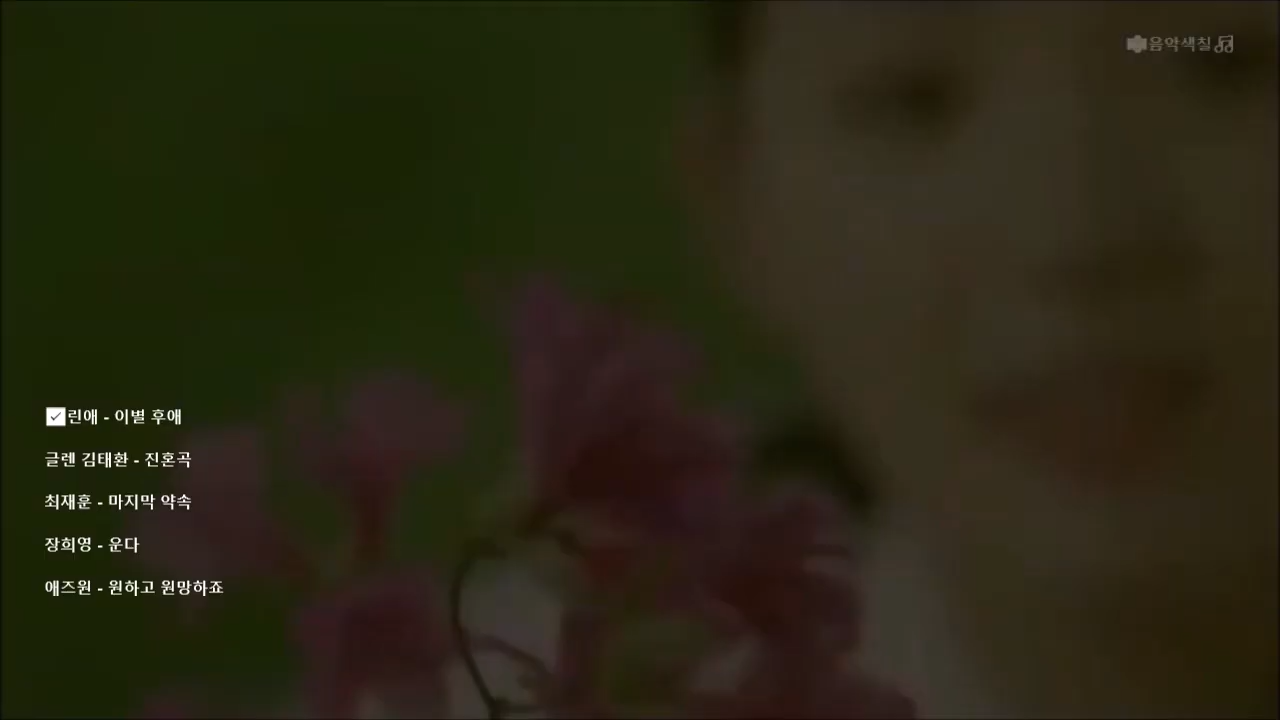 음악색칠
린애 - 이별 후애
글렌 김태환 - 진혼곡
최재훈 - 마지막 약속
장희영 - 운다
애즈원 - 원하고 원망하죠